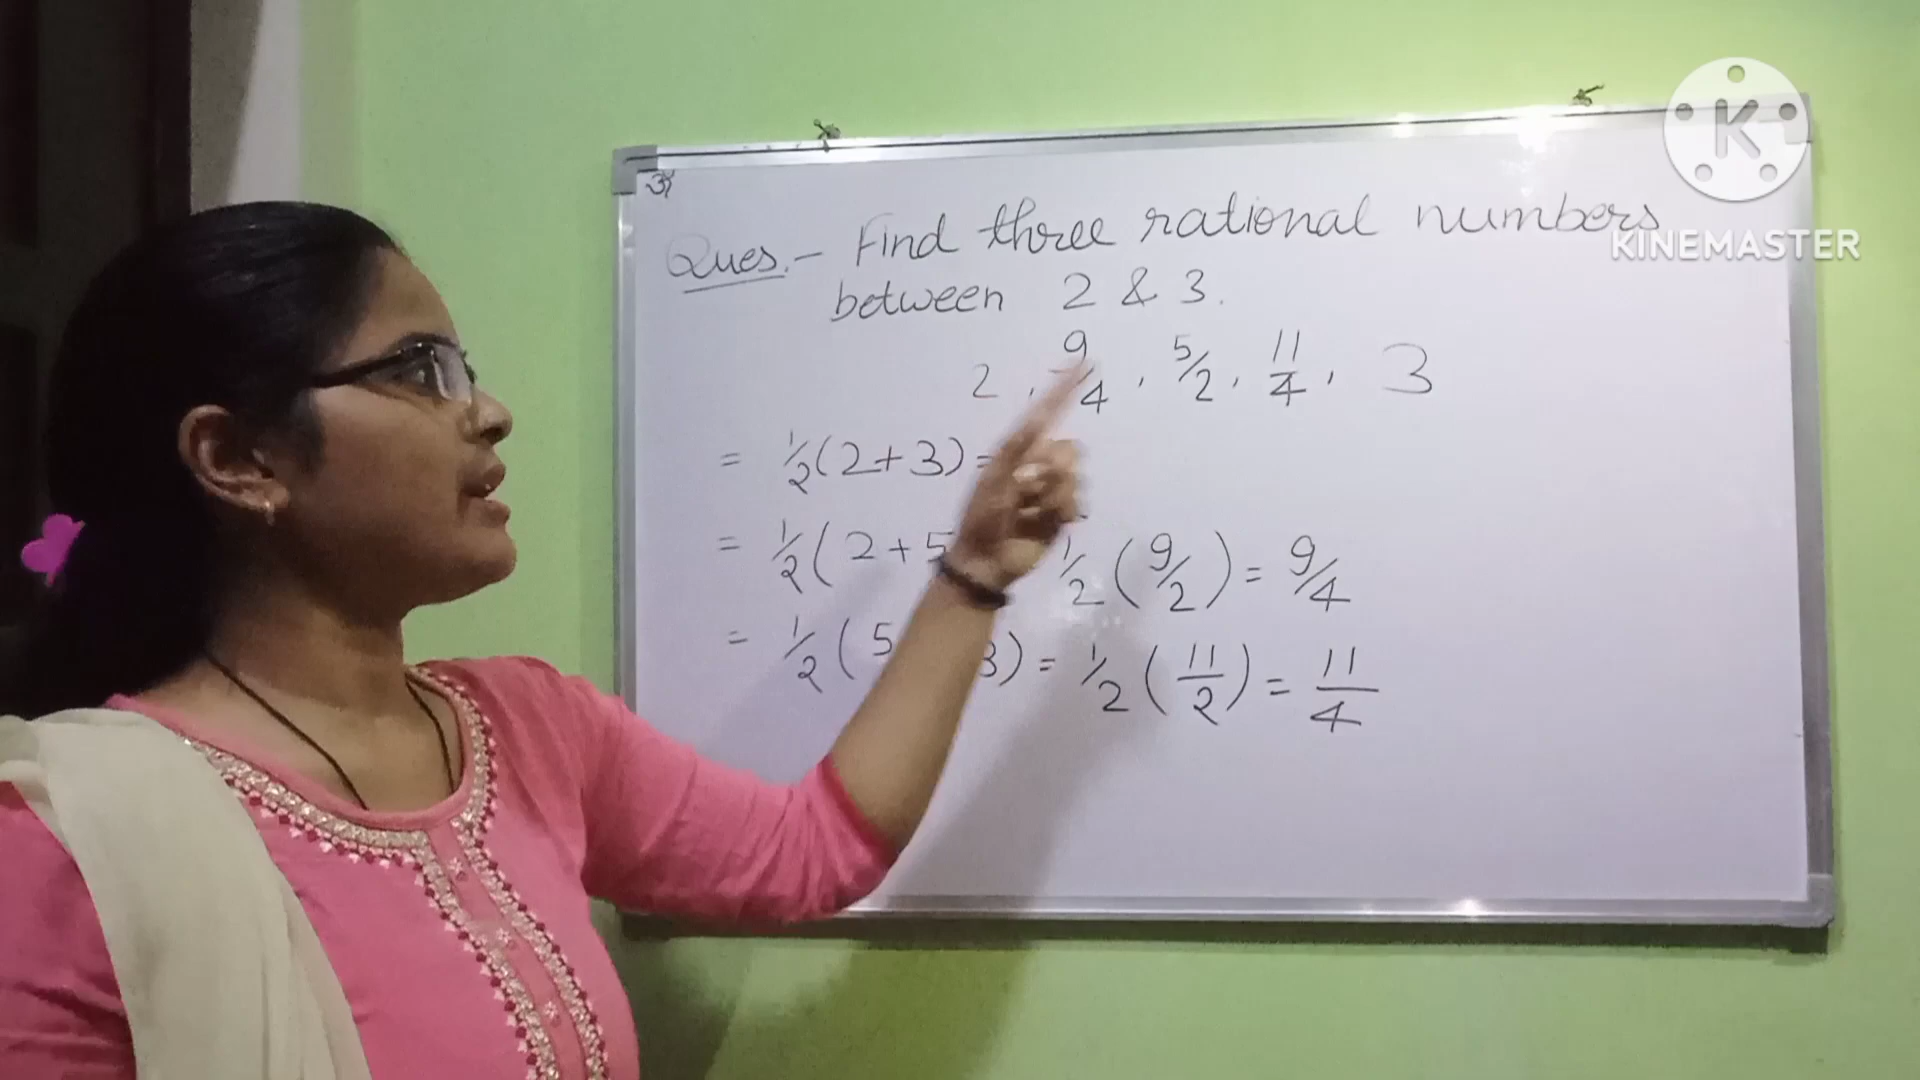 K
KINEMASTER
ॐ
Ques.- Find three rational numbers
between 2 & 3.
2, 9/4, 5/2, 11/4, 3
= 1/2(2+3) =
= 1/2(2+5 1/2(9/2) = 9/4
= 1/2(5 3) = 1/2(11/2) = 11/4